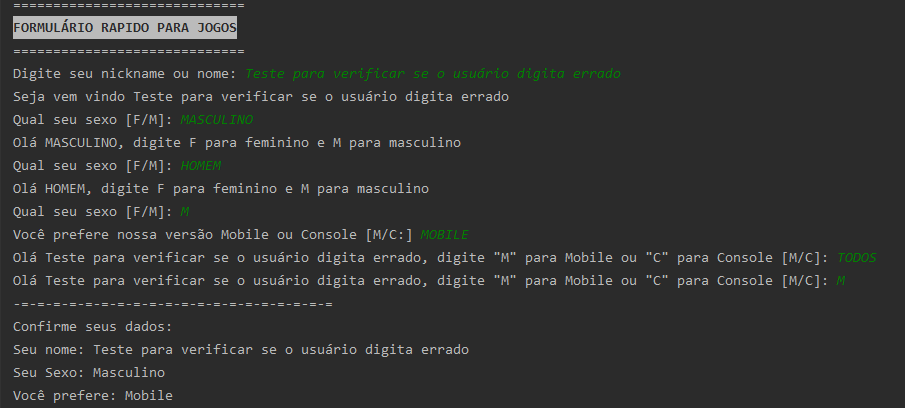 =============================
FORMULÁRIO RAPIDO PARA JOGOS
=============================
Digite seu nickname ou nome: Teste para verificar se o usuário digita errado
Seja vem vindo Teste para verificar se o usuário digita errado
Qual seu sexo [F/M]: MASCULINO
Olá MASCULINO, digite F para feminino e M para masculino
Qual seu sexo [F/M]: HOMEM
Olá HOMEM, digite F para feminino e M para masculino
Qual seu sexo [F/M]: M
Você prefere nossa versão Mobile ou Console [M/C:] MOBILE
Olá Teste para verificar se o usuário digita errado, digite "M" para Mobile ou "C" para Console [M/C]: TODOS
Olá Teste para verificar se o usuário digita errado, digite "M" para Mobile ou "C" para Console [M/C]: M
-=-=-=-=-=-=-=-=-=-=-=-=-=-=-=-=-=-=-=-=
Confirme seus dados:
Seu nome: Teste para verificar se o usuário digita errado
Seu Sexo: Masculino
Você prefere: Mobile